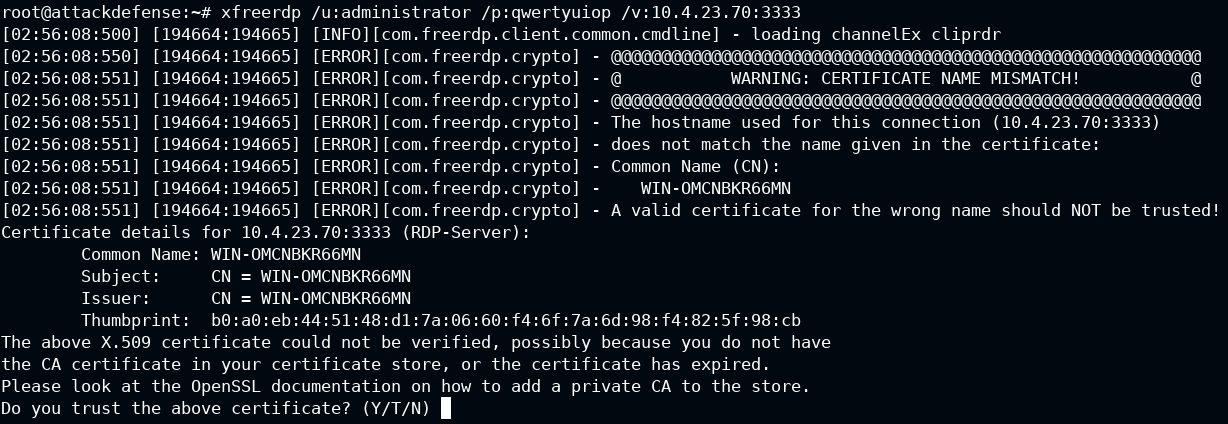 root@attackdefense:~# xfreerdp /u:administrator /p:qwertyuiop /v:10.4.23.70:3333
[02:56:08:500] [194664:194665] [INFO][com.freerdp.client.common.cmdline] - loading channelEx cliprdr
[02:56:08:550] [194664:194665] [ERROR][com.freerdp.crypto] - @@@@@@@@@@@@@@@@@@@@@@@@@@@@@@@@@@@@@@@@@@@@@@@@@@@@@@@@@@@
[02:56:08:551] [194664:194665] [ERROR][com.freerdp.crypto] - @           WARNING: CERTIFICATE NAME MISMATCH!           @
[02:56:08:551] [194664:194665] [ERROR][com.freerdp.crypto] - @@@@@@@@@@@@@@@@@@@@@@@@@@@@@@@@@@@@@@@@@@@@@@@@@@@@@@@@@@@
[02:56:08:551] [194664:194665] [ERROR][com.freerdp.crypto] - The hostname used for this connection (10.4.23.70:3333)
[02:56:08:551] [194664:194665] [ERROR][com.freerdp.crypto] - does not match the name given in the certificate:
[02:56:08:551] [194664:194665] [ERROR][com.freerdp.crypto] - Common Name (CN):
[02:56:08:551] [194664:194665] [ERROR][com.freerdp.crypto] -    WIN-OMCNBKR66MN
[02:56:08:551] [194664:194665] [ERROR][com.freerdp.crypto] - A valid certificate for the wrong name should NOT be trusted!
Certificate details for 10.4.23.70:3333 (RDP-Server):
        Common Name: WIN-OMCNBKR66MN
        Subject:     CN = WIN-OMCNBKR66MN
        Issuer:      CN = WIN-OMCNBKR66MN
        Thumbprint:  b0:a0:eb:44:51:48:d1:7a:06:60:f4:6f:7a:6d:98:f4:82:5f:98:cb
The above X.509 certificate could not be verified, possibly because you do not have
the CA certificate in your certificate store, or the certificate has expired.
Please look at the OpenSSL documentation on how to add a private CA to the store.
Do you trust the above certificate? (Y/T/N)